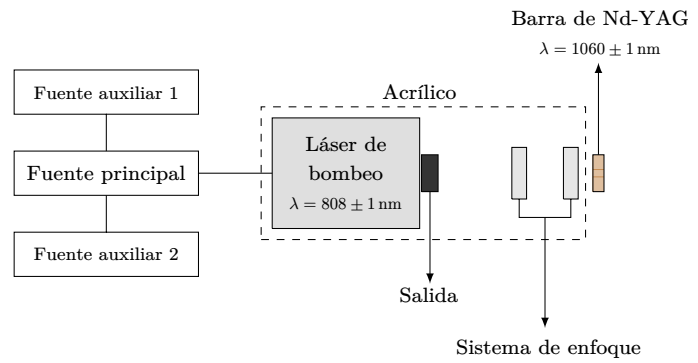 Barra de Nd-YAG
λ = 1060 ± 1 nm
Fuente auxiliar 1
Acrílico
Fuente principal
Láser de
bombeo
λ = 808 ± 1 nm
Fuente auxiliar 2
Salida
Sistema de enfoque